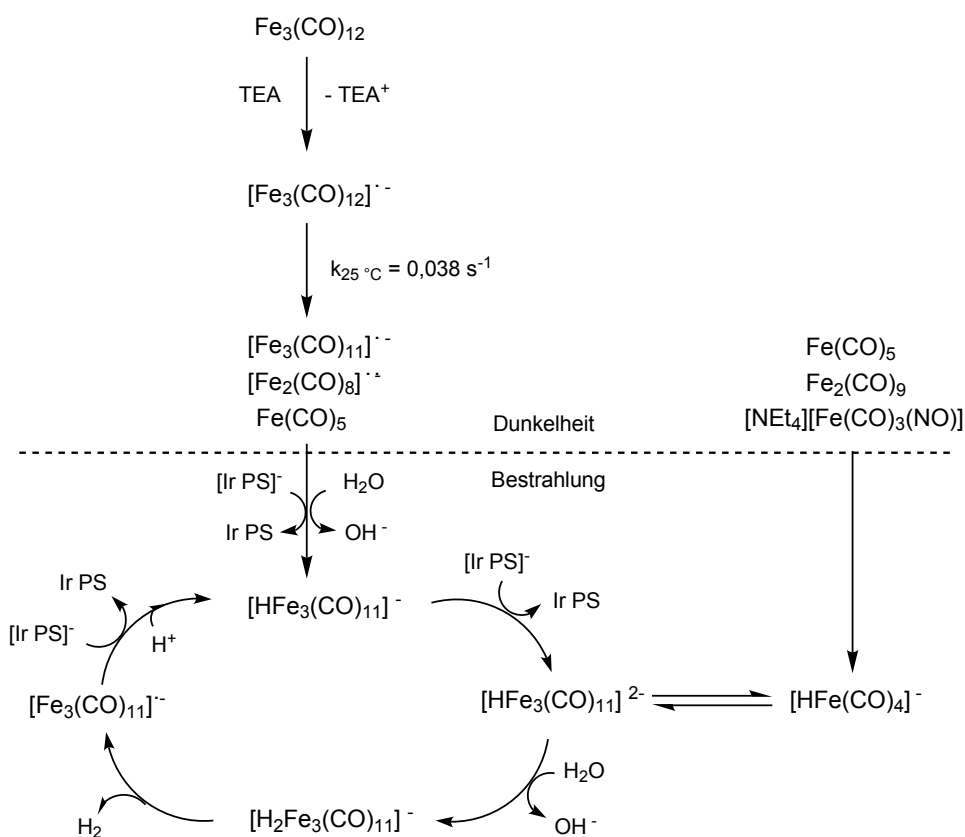 Fe₃(CO)₁₂
TEA - TEA⁺
[Fe₃(CO)₁₂]˙⁻
k₂₅ °C = 0,038 s⁻¹
[Fe₃(CO)₁₁]˙⁻
[Fe₂(CO)₈]˙⁻
Fe(CO)₅
Fe(CO)₅
Fe₂(CO)₉
[NEt₄][Fe(CO)₃(NO)]
Dunkelheit
Bestrahlung
[Ir PS]⁻ H₂O
Ir PS OH⁻
[HFe₃(CO)₁₁]⁻
[Ir PS]⁻
Ir PS
Ir PS
[Ir PS]⁻
H⁺
[Fe₃(CO)₁₁]˙⁻
[HFe₃(CO)₁₁]²⁻
[HFe(CO)₄]⁻
H₂O
OH⁻
[H₂Fe₃(CO)₁₁]⁻
H₂